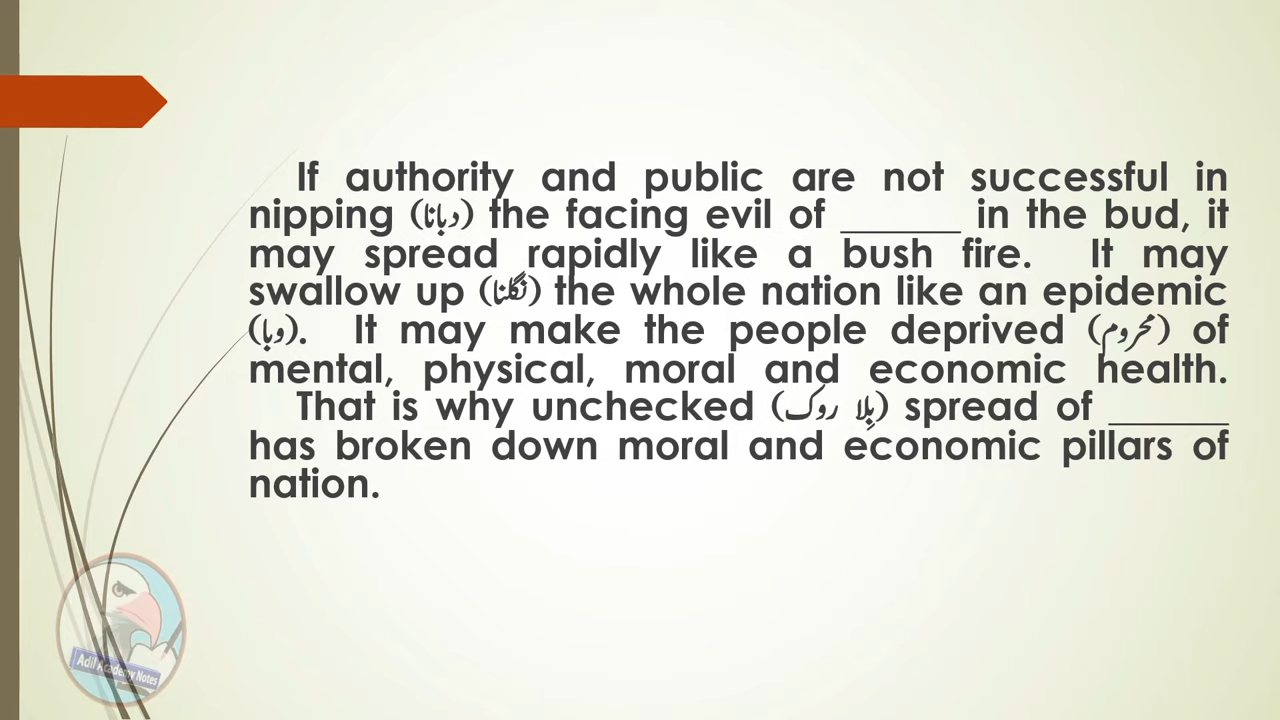 If authority and public are not successful in
nipping (دبانا) the facing evil of ______ in the bud, it
may spread rapidly like a bush fire. It may
swallow up (نگلنا) the whole nation like an epidemic
(وبا). It may make the people deprived (محروم) of
mental, physical, moral and economic health.
That is why unchecked (بِلا روک) spread of ______
has broken down moral and economic pillars of
nation.
Adil Academy Notes